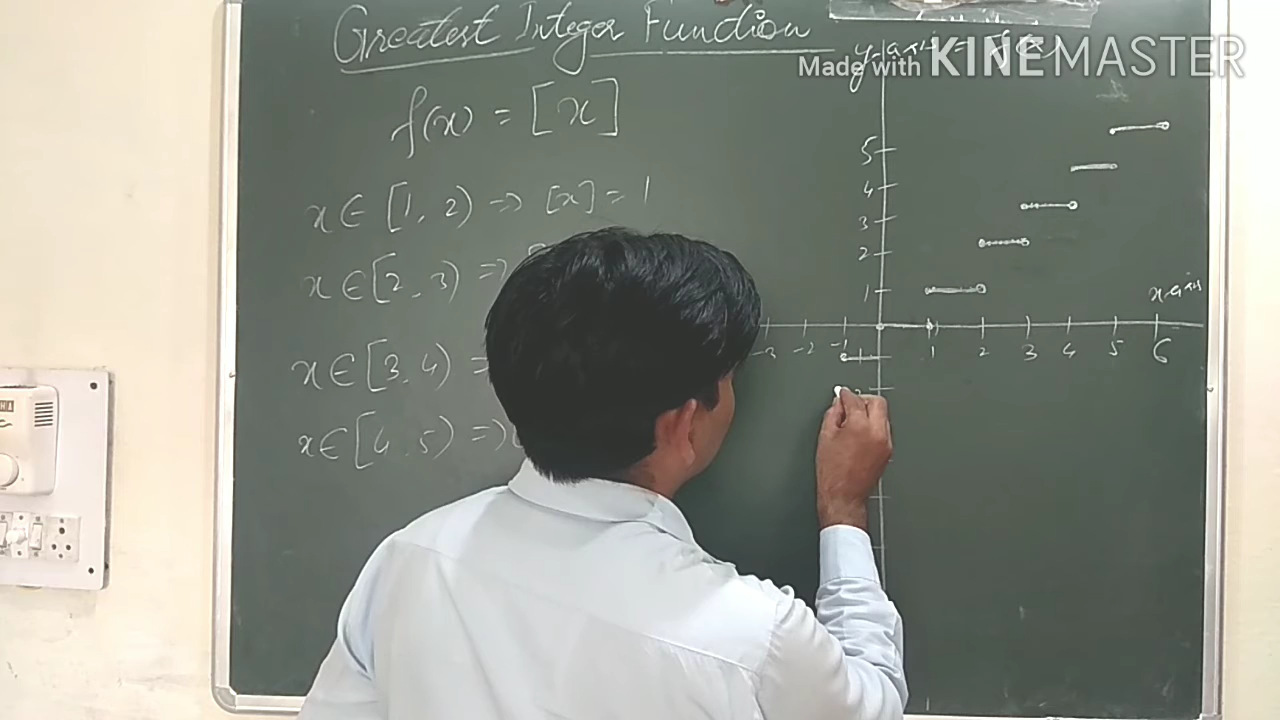 Greatest Integer Function
f(x) = [x]
x ∈ [1, 2) => [x] = 1
x ∈ [2, 3) =>
x ∈ [3, 4) =
x ∈ [4, 5) =>
y-axis = f(x)
Made with KINEMASTER
5
4
3
2
1
x-axis
-3 -2 -1 1 2 3 4 5 6
-1